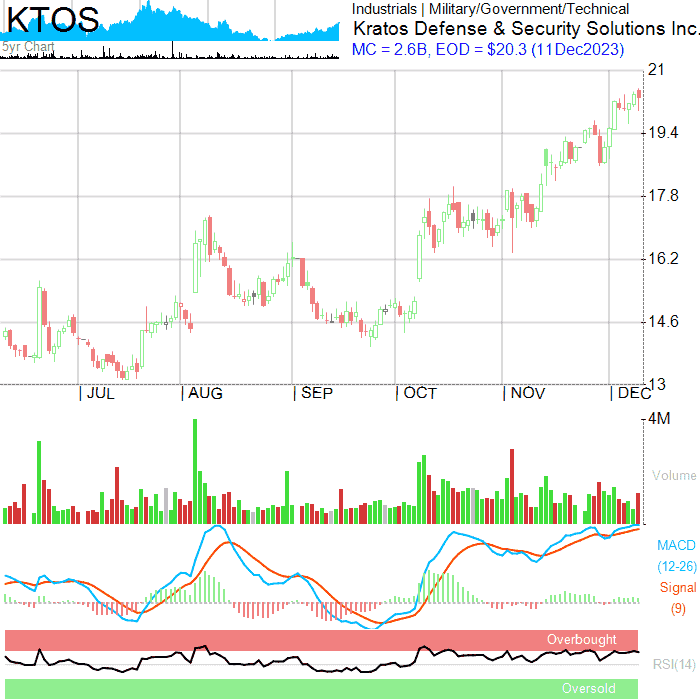 KTOS
5yr Chart
Industrials | Military/Government/Technical
Kratos Defense & Security Solutions Inc.
MC = 2.6B, EOD = $20.3 (11Dec2023)
21
19.4
17.8
16.2
14.6
13
| JUL | AUG | SEP | OCT | NOV | DEC
4M
Volume
MACD
(12-26)
Signal
(9)
Overbought
RSI(14)
Oversold